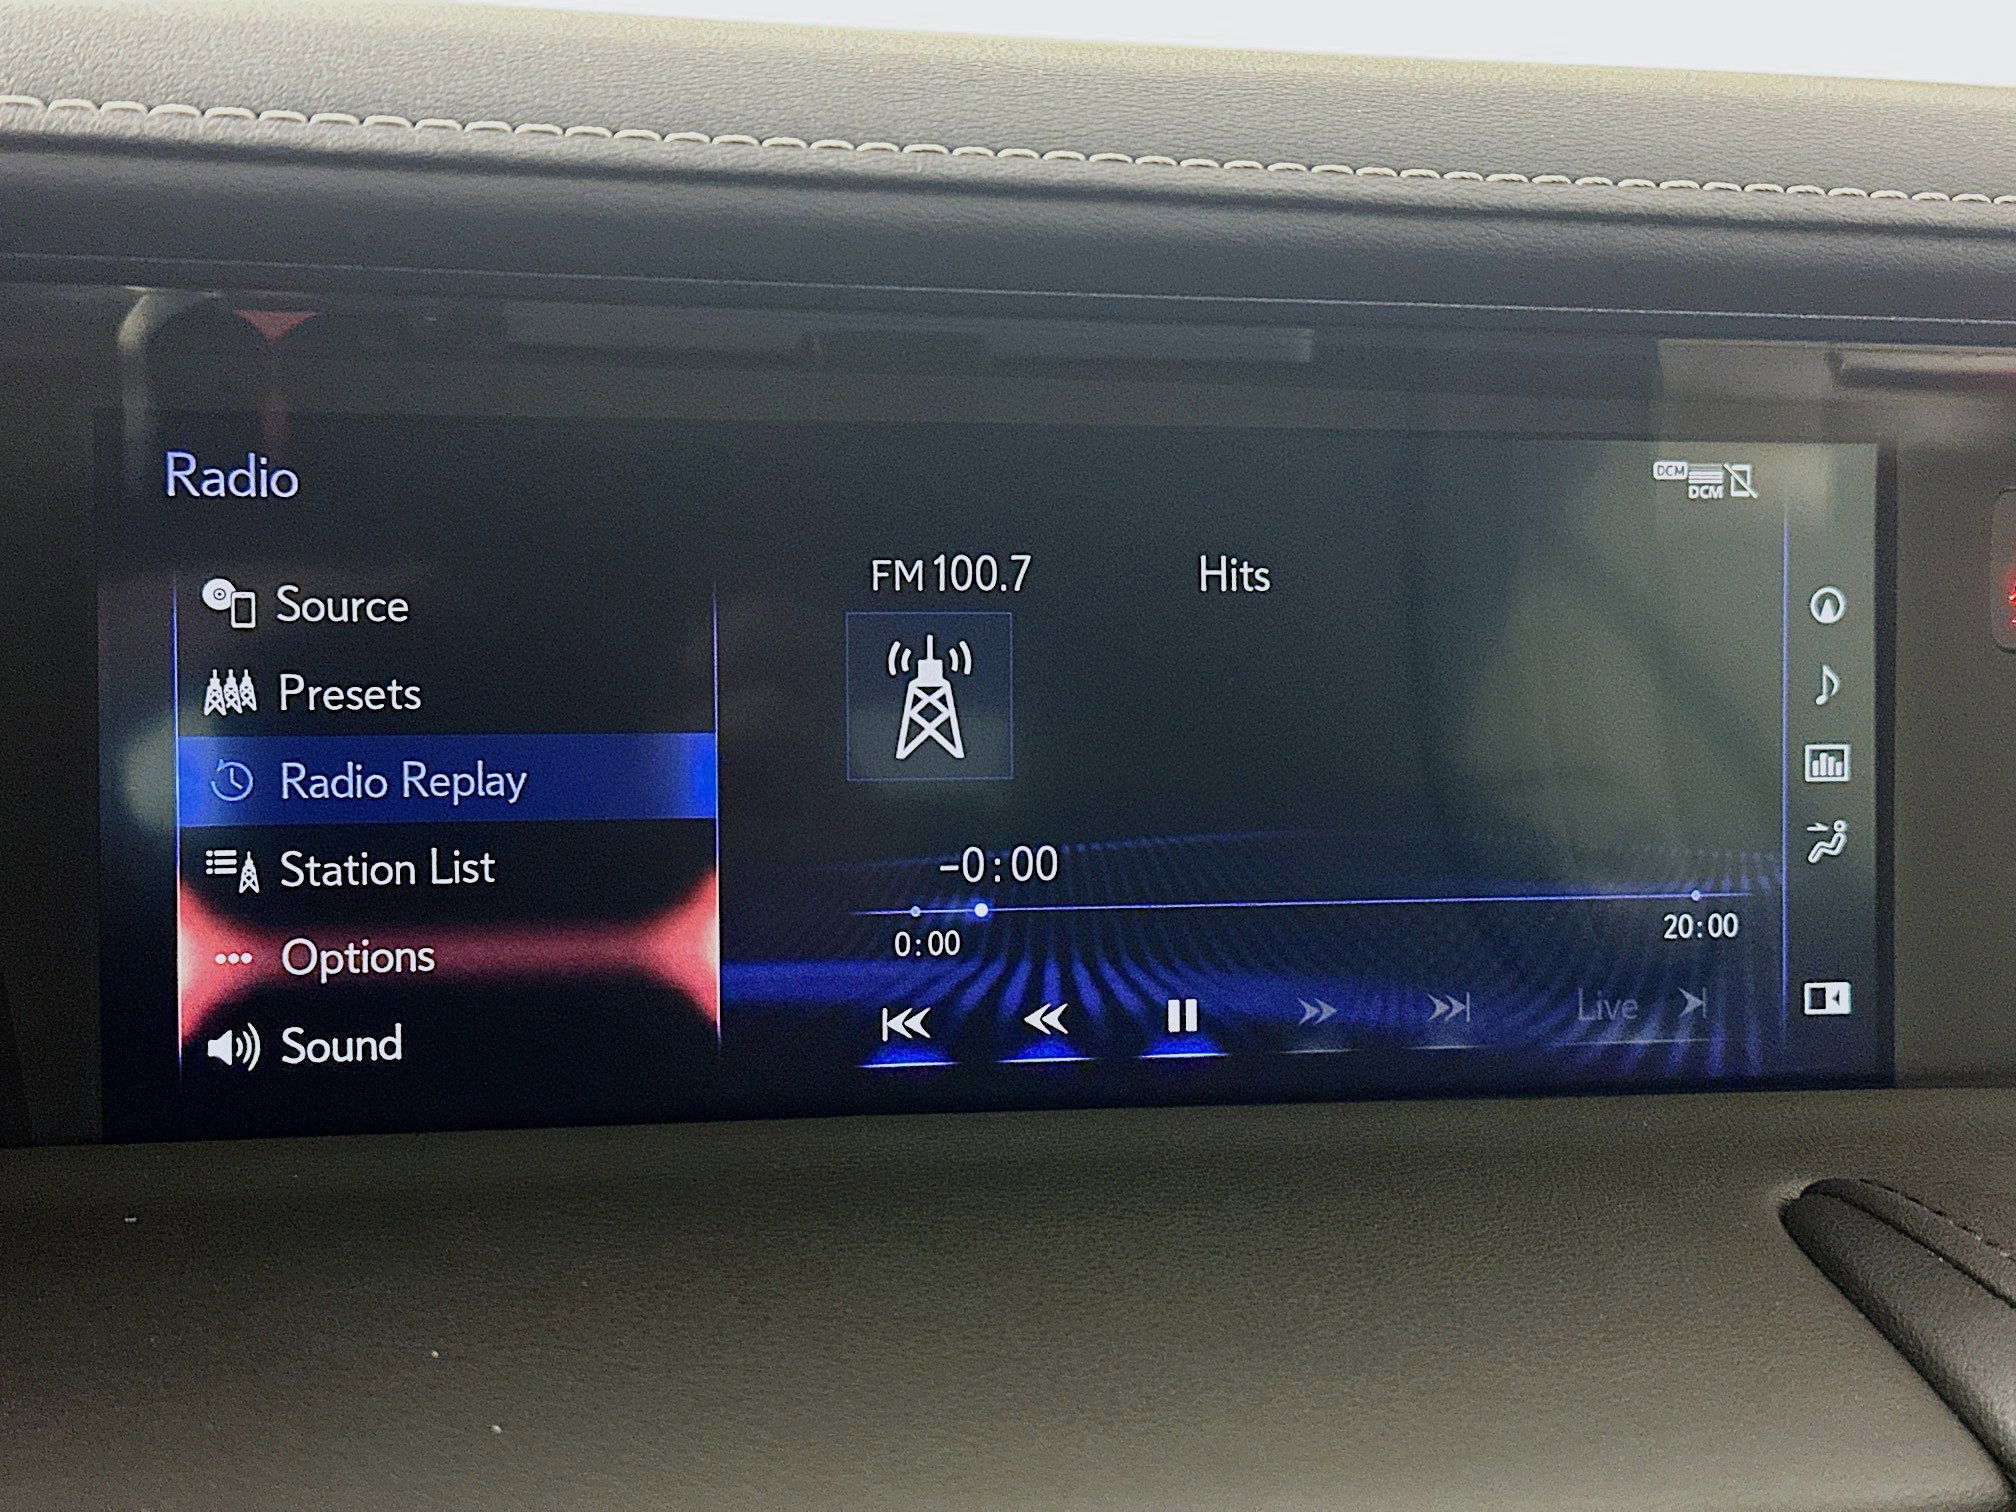 Radio
DCM
DCM
Source
Presets
Radio Replay
Station List
Options
Sound
FM 100.7
Hits
-0:00
0:00
20:00
Live